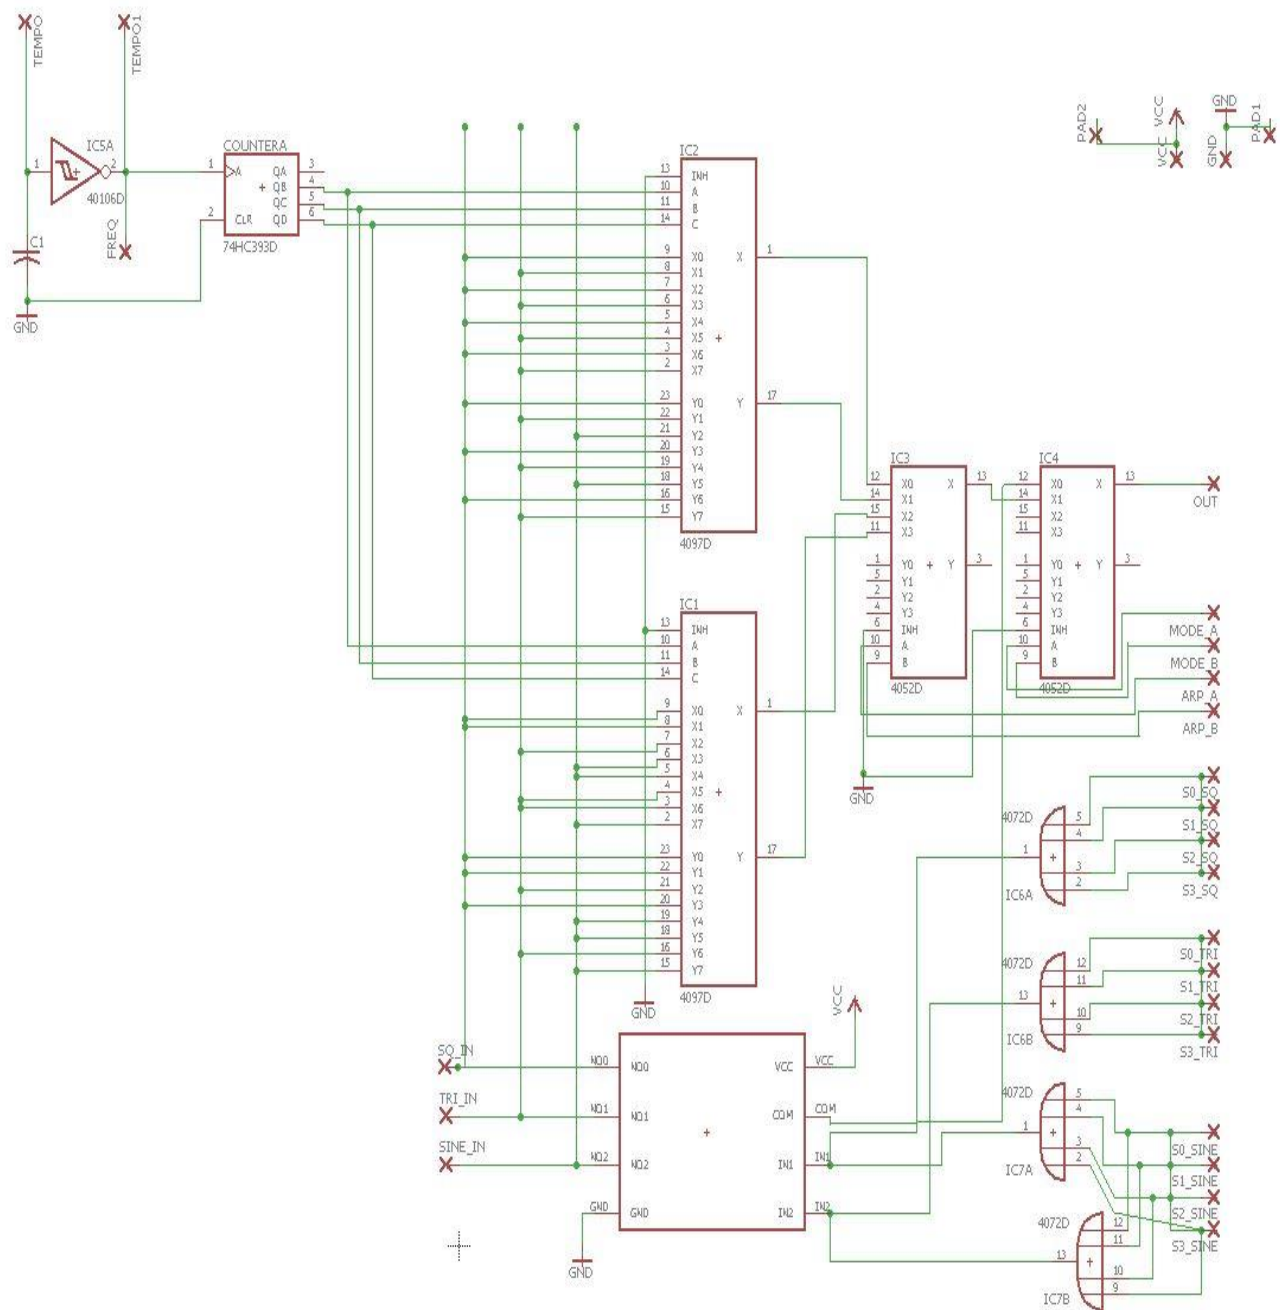 TEMPO
TEMPO1
IC5A
1
2
40106D
FREQ'
C1
GND
COUNTERA
1
A
QA
3
+
QB
4
QC
5
2
CLR
QD
6
74HC393D
PAD2
VCC
VCC
GND
GND
PAD1
IC2
13 INH
10 A
11 B
14 C
9 X0 X 1
8 X1
7 X2
6 X3
5 X4
4 X5 +
3 X6
2 X7
23 Y0 Y 17
22 Y1
21 Y2
20 Y3
19 Y4
18 Y5
16 Y6
15 Y7
4097D
IC3
12 X0 X 13
14 X1
15 X2
11 X3
1 Y0 + Y 3
5 Y1
2 Y2
4 Y3
6 INH
10 A
9 B
4052D
IC4
12 X0 X 13
14 X1
15 X2
11 X3
1 Y0 + Y 3
5 Y1
2 Y2
4 Y3
6 INH
10 A
9 B
4052D
OUT
MODE_A
MODE_B
ARP_A
ARP_B
GND
IC1
13 INH
10 A
11 B
14 C
9 X0 X 1
8 X1
7 X2
6 X3
5 X4
4 X5 +
3 X6
2 X7
23 Y0 Y 17
22 Y1
21 Y2
20 Y3
19 Y4
18 Y5
16 Y6
15 Y7
4097D
GND
4072D
5
4
1 +
3
2
IC6A
S0_SQ
S1_SQ
S2_SQ
S3_SQ
4072D
12
11
13 +
10
9
IC6B
S0_TRI
S1_TRI
S2_TRI
S3_TRI
VCC
SQ_IN
TRI_IN
SINE_IN
NO0 NO0 VCC VCC
NO1 NO1 COM COM
+
NO2 NO2 IN1 IN1
GND GND IN2 IN2
GND
4072D
5
4
1 +
3
2
IC7A
S0_SINE
S1_SINE
S2_SINE
S3_SINE
4072D
12
11
13 +
10
9
IC7B